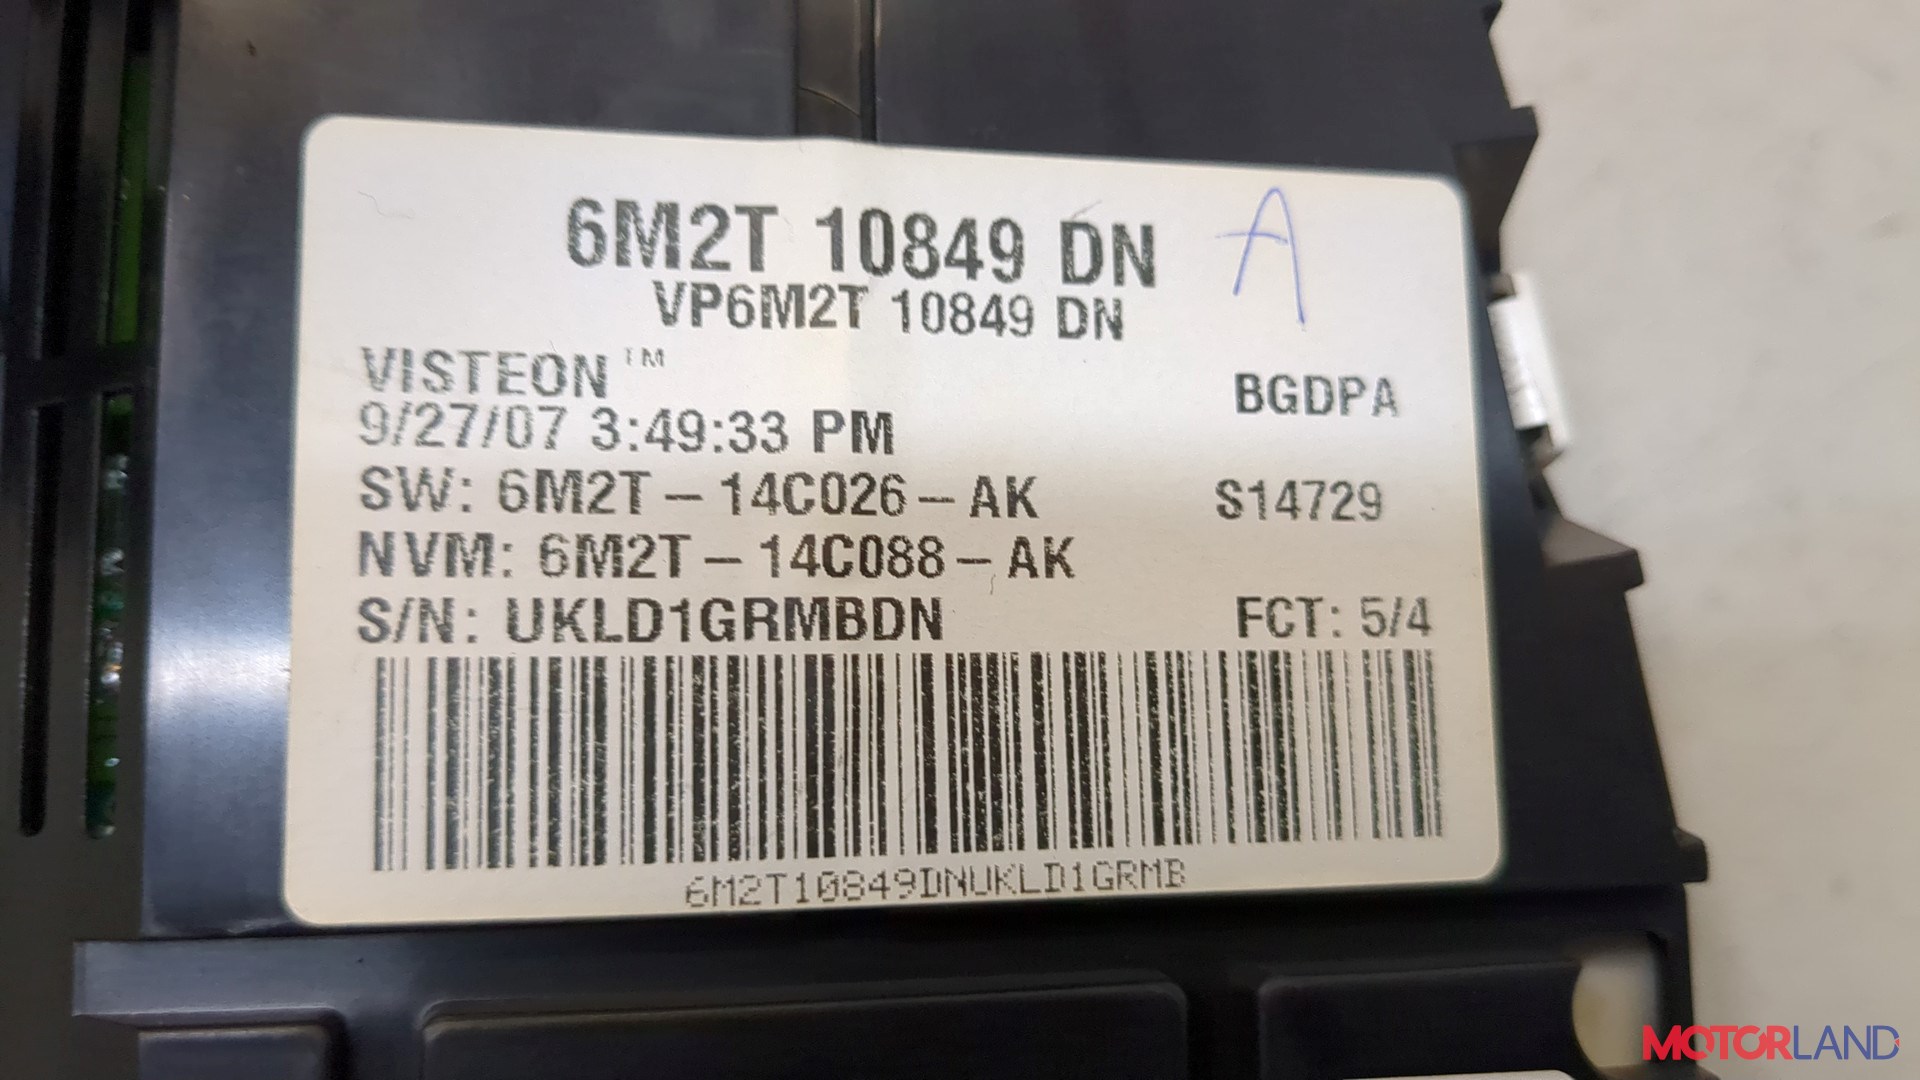 6M2T 10849 DN A
VP6M2T 10849 DN
VISTEON™
BGDPA
9/27/07 3:49:33 PM
SW: 6M2T – 14C026 – AK S14729
NVM: 6M2T – 14C088 – AK
S/N: UKLD1GRMBDN FCT: 5/4
6M2T10849DNUKLD1GRMB
MOTORLAND